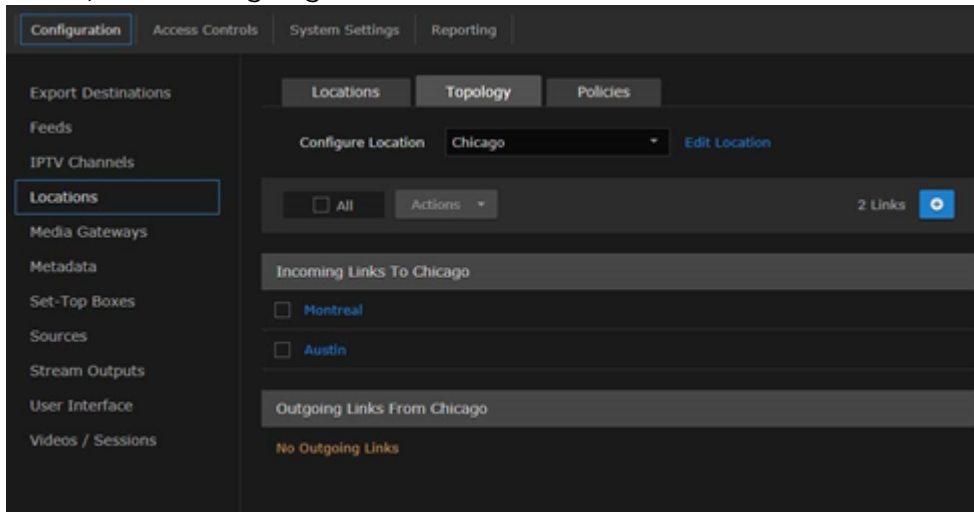 Configuration Access Controls System Settings Reporting
Export Destinations
Feeds
IPTV Channels
Locations
Media Gateways
Metadata
Set-Top Boxes
Sources
Stream Outputs
User Interface
Videos / Sessions
Locations Topology Policies
Configure Location Chicago Edit Location
All Actions 2 Links
Incoming Links To Chicago
Montreal
Austin
Outgoing Links From Chicago
No Outgoing Links